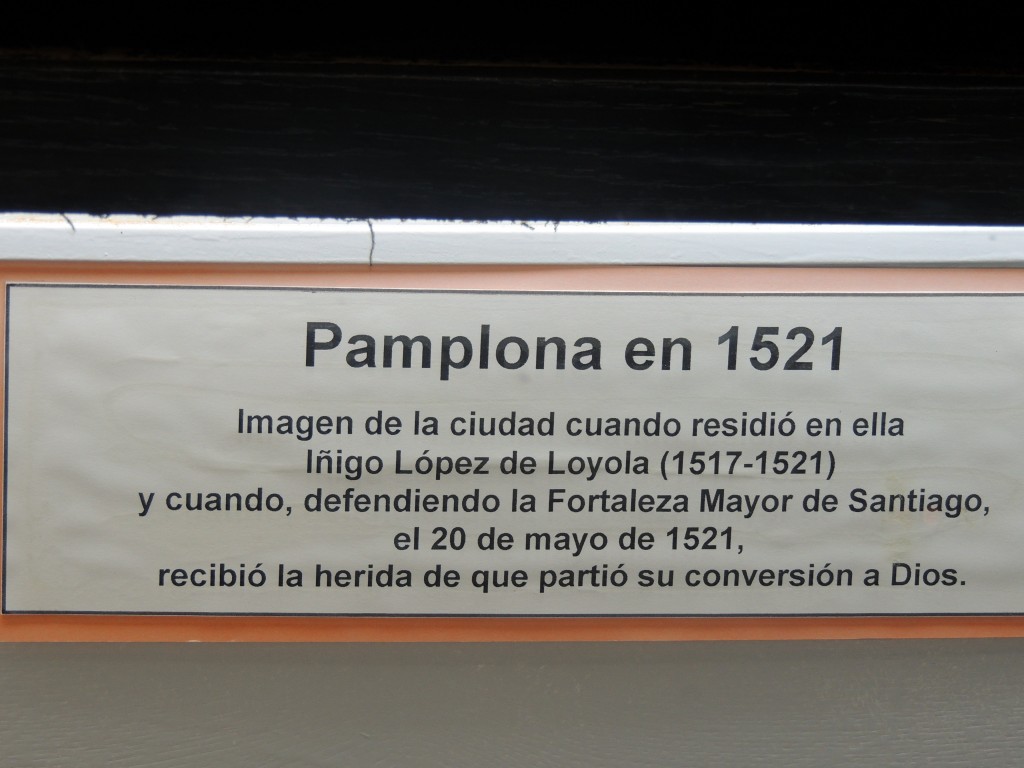 Pamplona en 1521
Imagen de la ciudad cuando residió en ella
Iñigo López de Loyola (1517-1521)
y cuando, defendiendo la Fortaleza Mayor de Santiago,
el 20 de mayo de 1521,
recibió la herida de que partió su conversión a Dios.